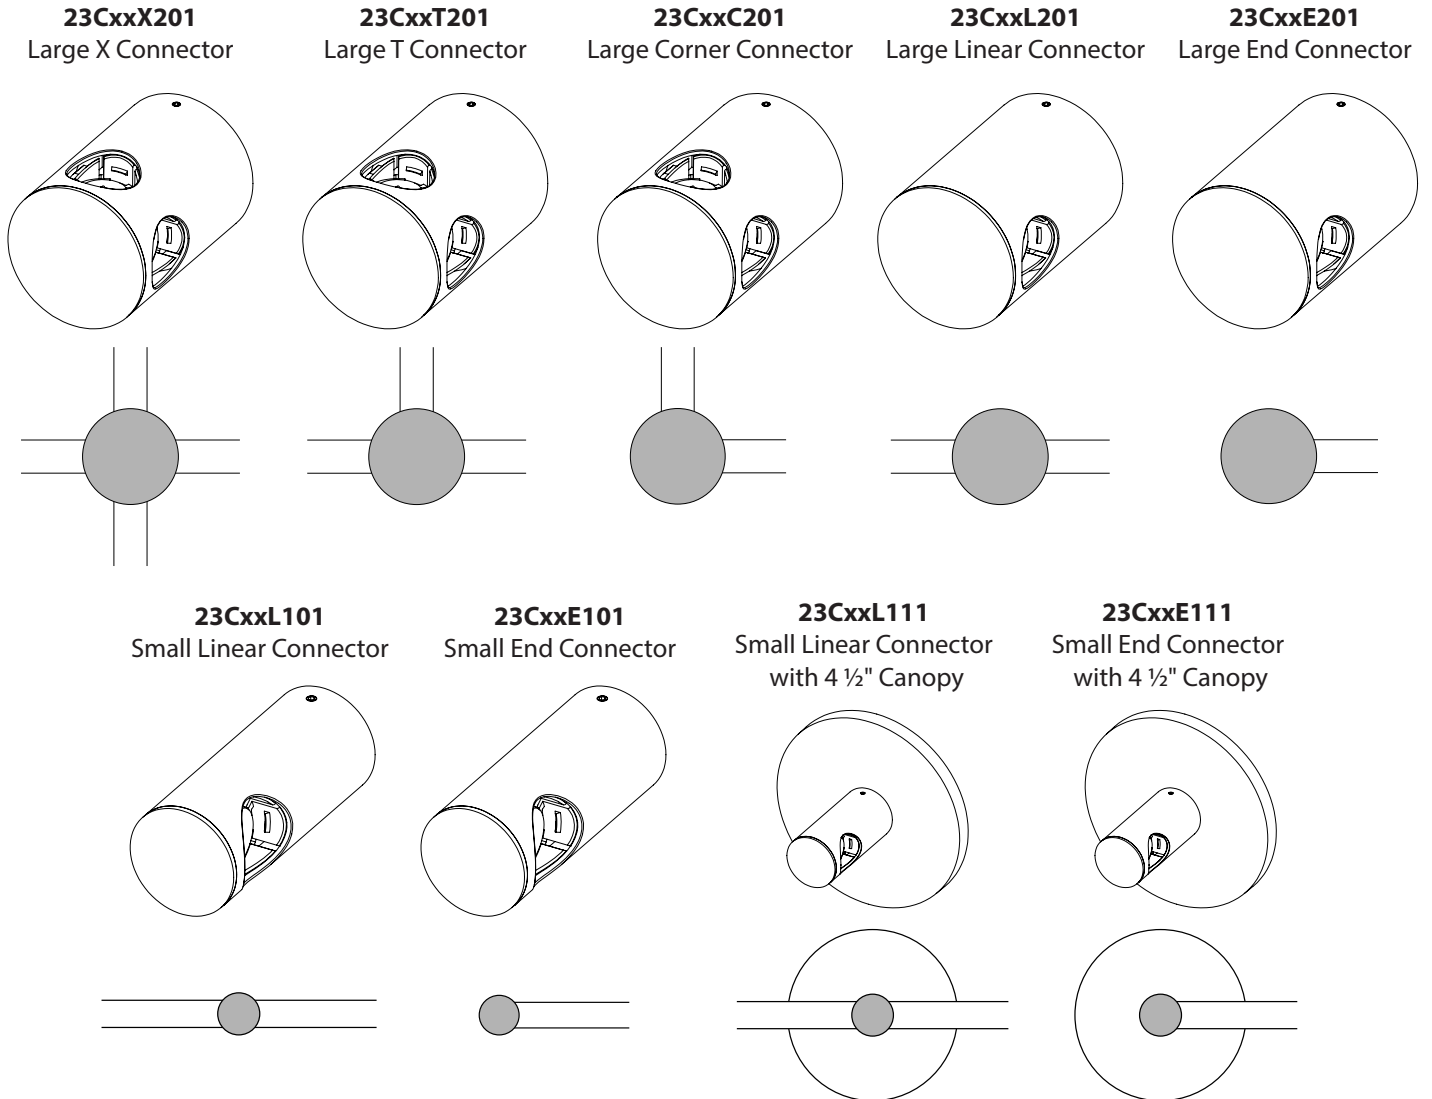 23CxxX201
Large X Connector
23CxxT201
Large T Connector
23CxxC201
Large Corner Connector
23CxxL201
Large Linear Connector
23CxxE201
Large End Connector
23CxxL101
Small Linear Connector
23CxxE101
Small End Connector
23CxxL111
Small Linear Connector
with 4 ½" Canopy
23CxxE111
Small End Connector
with 4 ½" Canopy